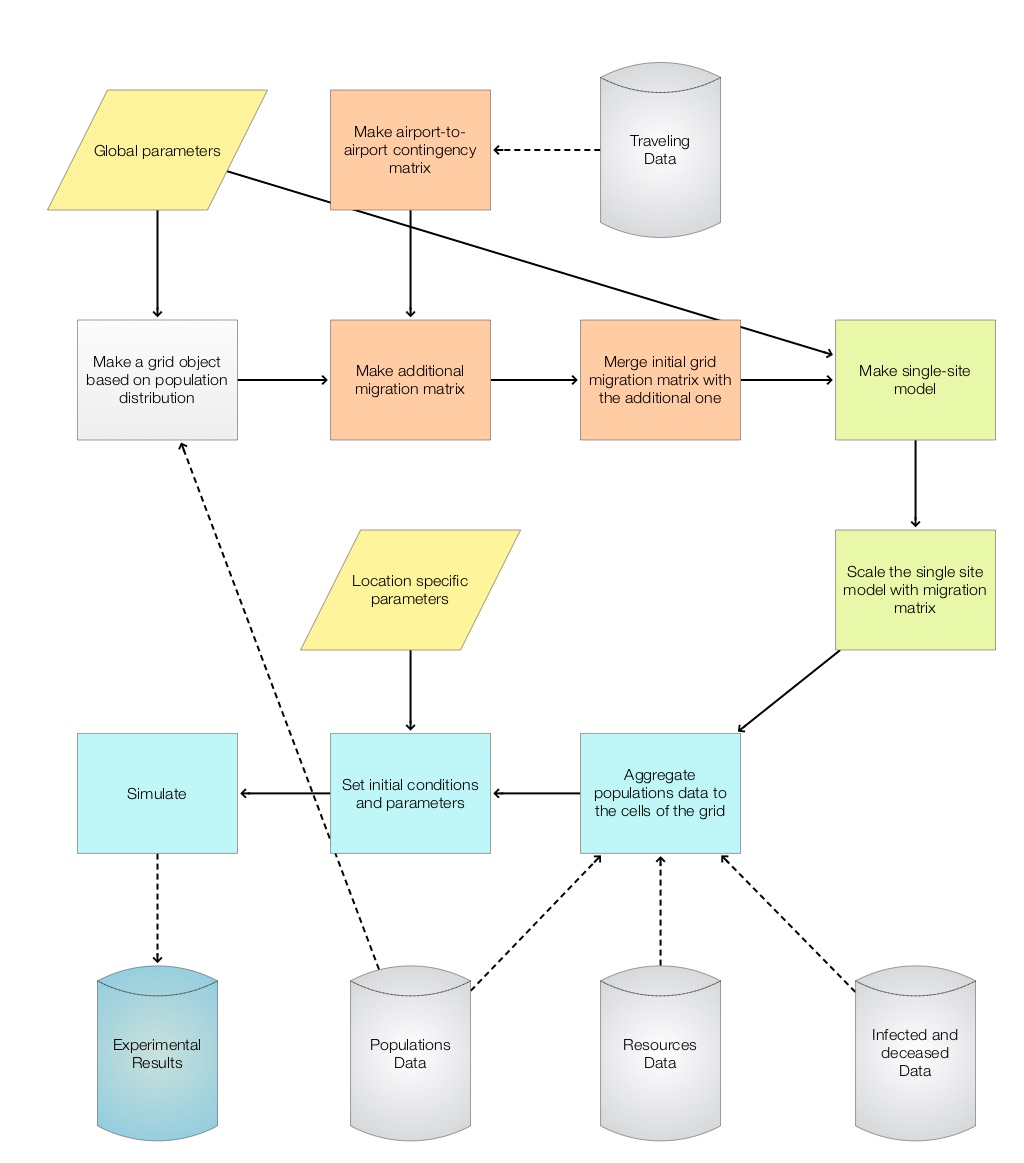 Global parameters
Make airport-to-
airport contingency
matrix
Traveling
Data
Make a grid object
based on population
distribution
Make additional
migration matrix
Merge initial grid
migration matrix with
the additional one
Make single-site
model
Location specific
parameters
Scale the single site
model with migration
matrix
Simulate
Set initial conditions
and parameters
Aggregate
populations data to
the cells of the grid
Experimental
Results
Populations
Data
Resources
Data
Infected and
deceased
Data